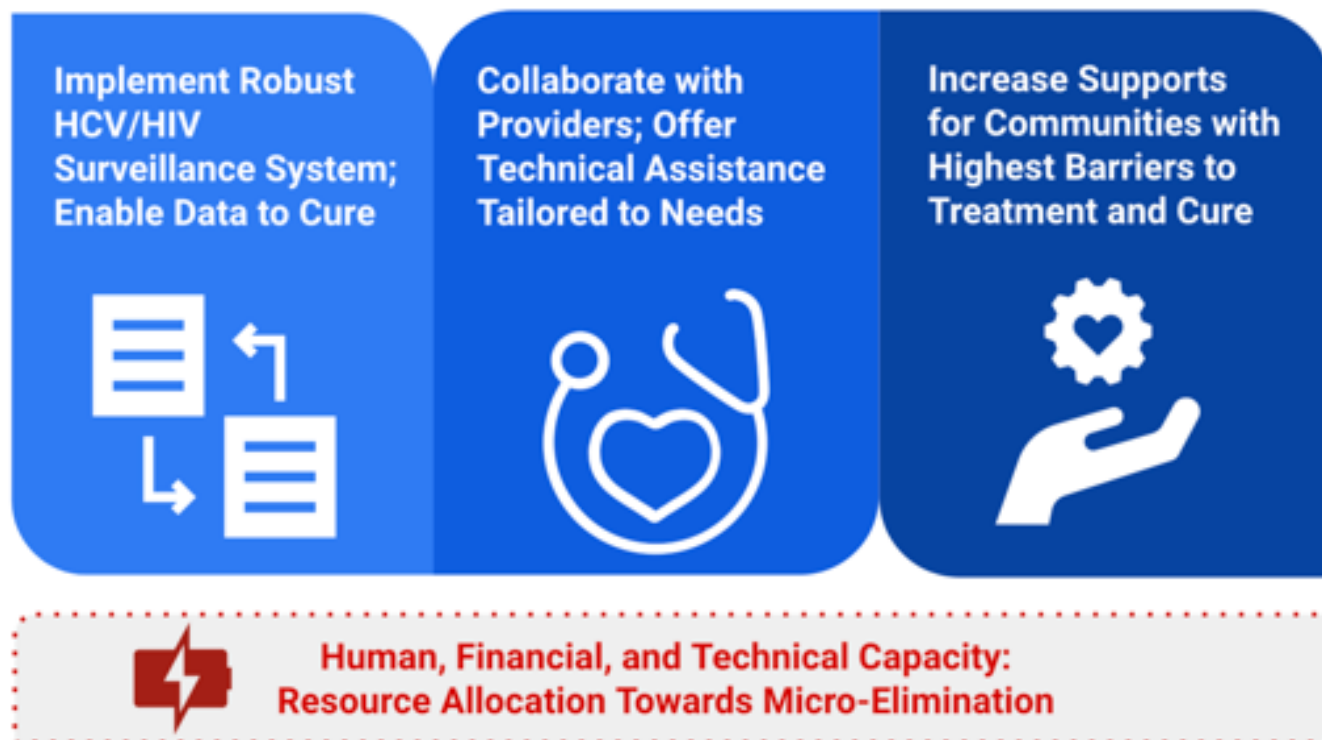 Implement Robust
HCV/HIV
Surveillance System;
Enable Data to Cure
Collaborate with
Providers; Offer
Technical Assistance
Tailored to Needs
Increase Supports
for Communities with
Highest Barriers to
Treatment and Cure
Human, Financial, and Technical Capacity:
Resource Allocation Towards Micro-Elimination